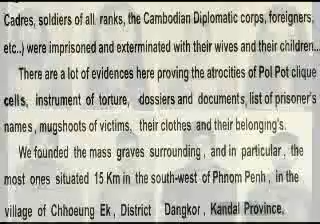 Cadres, soldiers of all ranks, the Cambodian Diplomatic corps, foreigners,
etc..) were imprisoned and exterminated with their wives and their children...
There are a lot of evidences here proving the atrocities of Pol Pot clique
cells, instrument of torture, dossiers and documents, list of prisoner's
names, mugshoots of victims, their clothes and their belonging's.
We founded the mass graves surrounding, and in particular, the
most ones situated 15 Km in the south-west of Phnom Penh, in the
village of Chhoeung Ek, District Dangkor, Kandal Province,